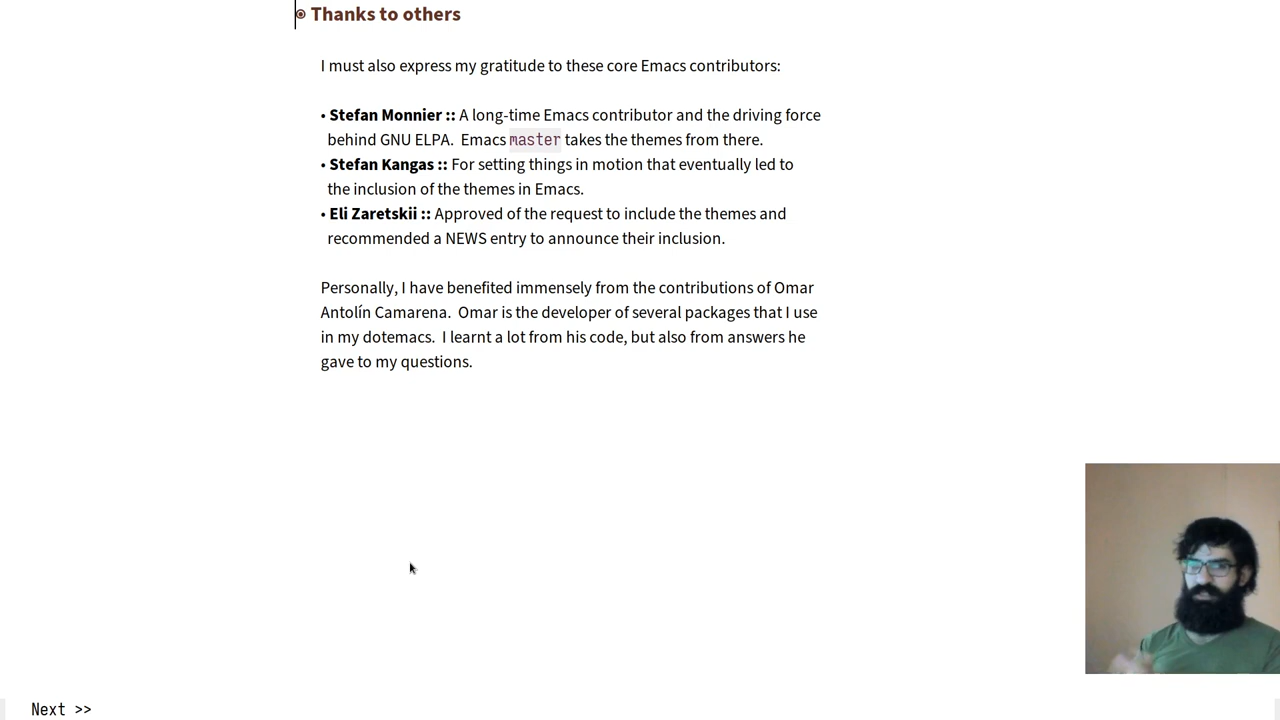 Thanks to others
I must also express my gratitude to these core Emacs contributors:
• Stefan Monnier :: A long-time Emacs contributor and the driving force
behind GNU ELPA.  Emacs master takes the themes from there.
• Stefan Kangas :: For setting things in motion that eventually led to
the inclusion of the themes in Emacs.
• Eli Zaretskii :: Approved of the request to include the themes and
recommended a NEWS entry to announce their inclusion.
Personally, I have benefited immensely from the contributions of Omar
Antolín Camarena.  Omar is the developer of several packages that I use
in my dotemacs.  I learnt a lot from his code, but also from answers he
gave to my questions.
Next >>